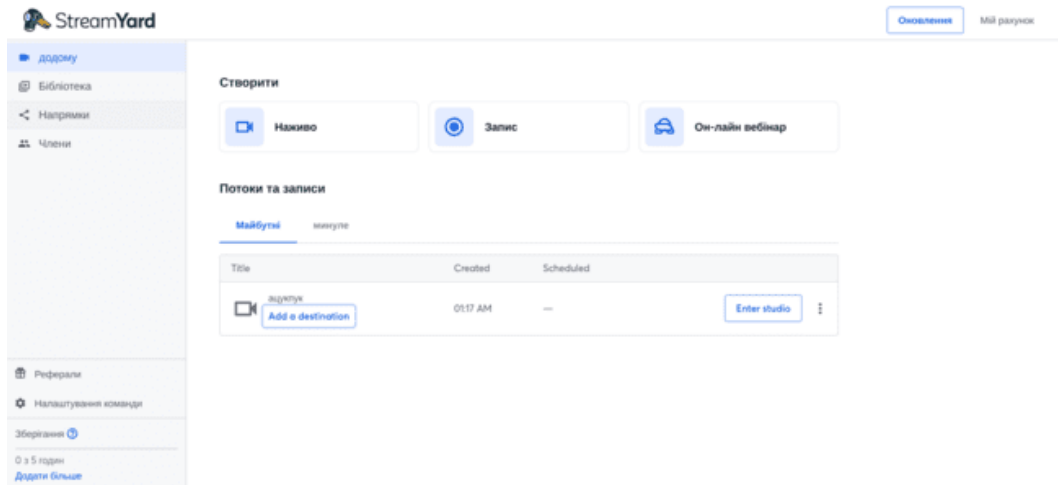 StreamYard
Оновлення
Мій рахунок
додому
Бібліотека
Напрямки
Члени
Створити
Наживо
Запис
Он-лайн вебінар
Потоки та записи
Майбутні
минуле
Title
Created
Scheduled
ацукпук
Add a destination
01:17 AM
—
Enter studio
Реферали
Налаштування команди
Зберігання
0 з 5 годин
Додати більше